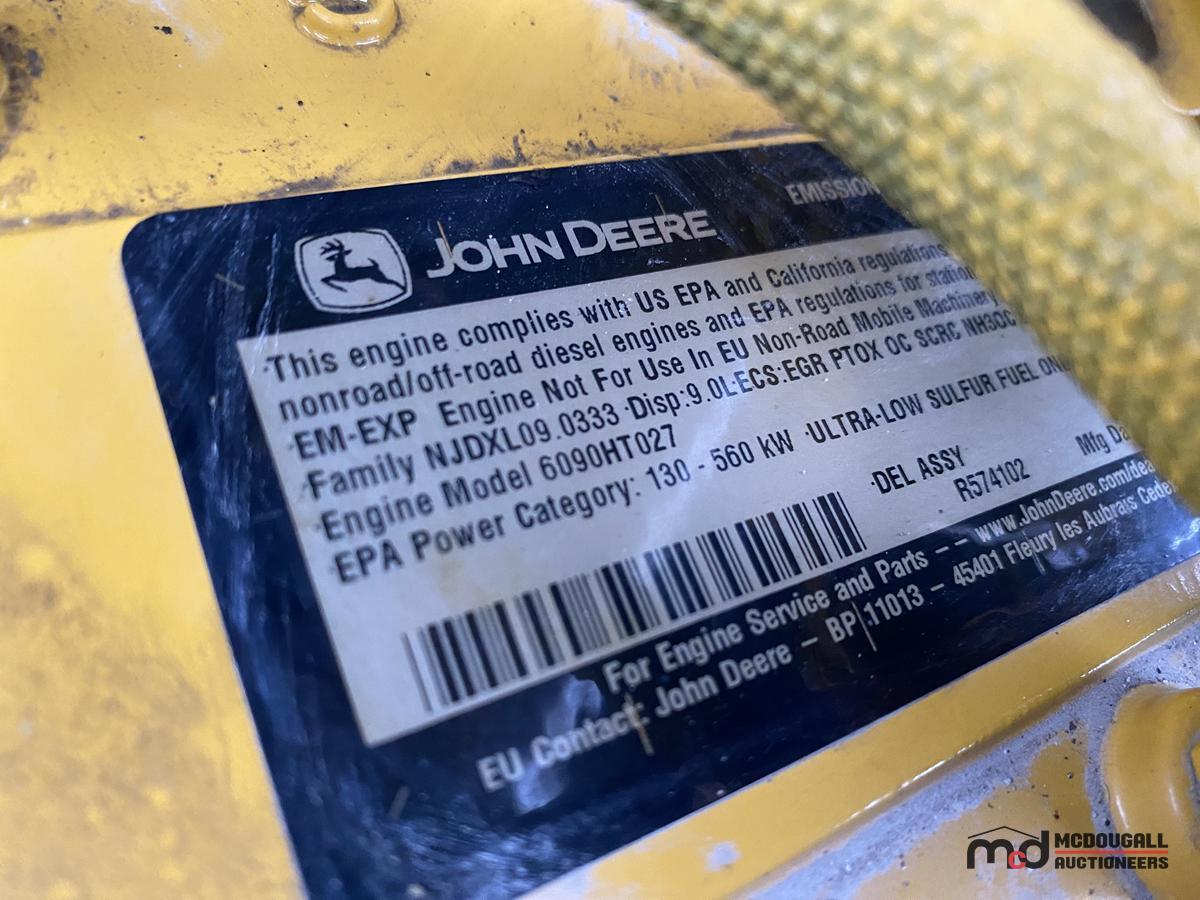 JOHN DEERE
EMISSION
This engine complies with US EPA and California regulations
nonroad/off-road diesel engines and EPA regulations for
EM-EXP Engine Not For Use In EU Non-Road Mobile Machinery
Family NJDXL09.0333 ·Disp:9.0L·ECS:EGR PTOX OC SCRC
Engine Model 6090HT027
EPA Power Category: 130 - 560 kW ·ULTRA-LOW SULFUR FUEL
·DEL ASSY
R574102
Mfg
For Engine Service and Parts – – www.JohnDeere.com/
EU Contact: John Deere – BP 11013 – 45401 Fleury les Aubrais
mcd MCDOUGALL
AUCTIONEERS